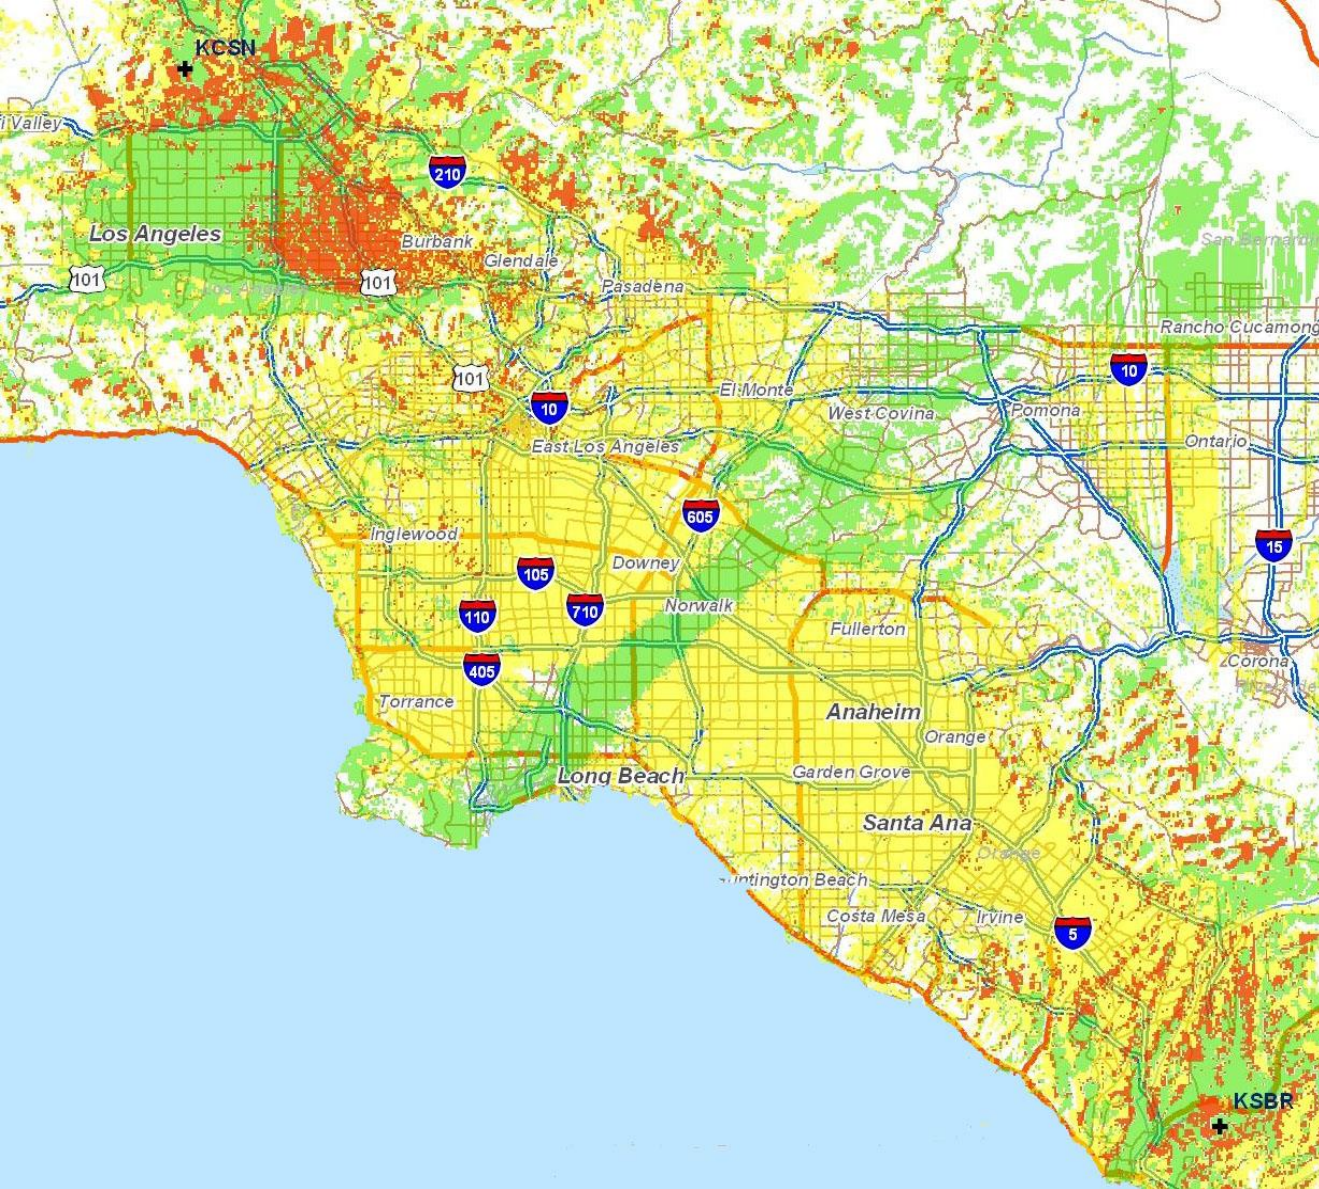 KCSN
i Valley
210
Los Angeles
Burbank
101
101
Glendale
Pasadena
Rancho Cucamong
101
10
El Monte
10
West Covina
Pomona
East Los Angeles
Ontario
605
15
Inglewood
105
Downey
110
710
Norwalk
Fullerton
405
Corona
Torrance
Anaheim
Orange
Long Beach
Garden Grove
Santa Ana
Orange
untington Beach
Costa Mesa
Irvine
5
KSBR